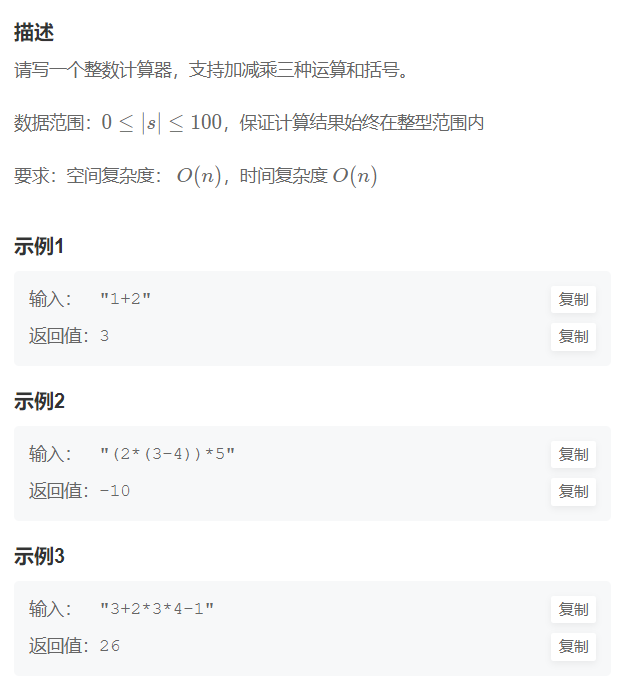 描述
请写一个整数计算器，支持加减乘三种运算和括号。
数据范围：0 ≤ |s| ≤ 100，保证计算结果始终在整型范围内
要求：空间复杂度： O(n)，时间复杂度 O(n)
示例1
输入： "1+2" 复制
返回值：3 复制
示例2
输入： "(2*(3-4))*5" 复制
返回值：-10 复制
示例3
输入： "3+2*3*4-1" 复制
返回值：26 复制